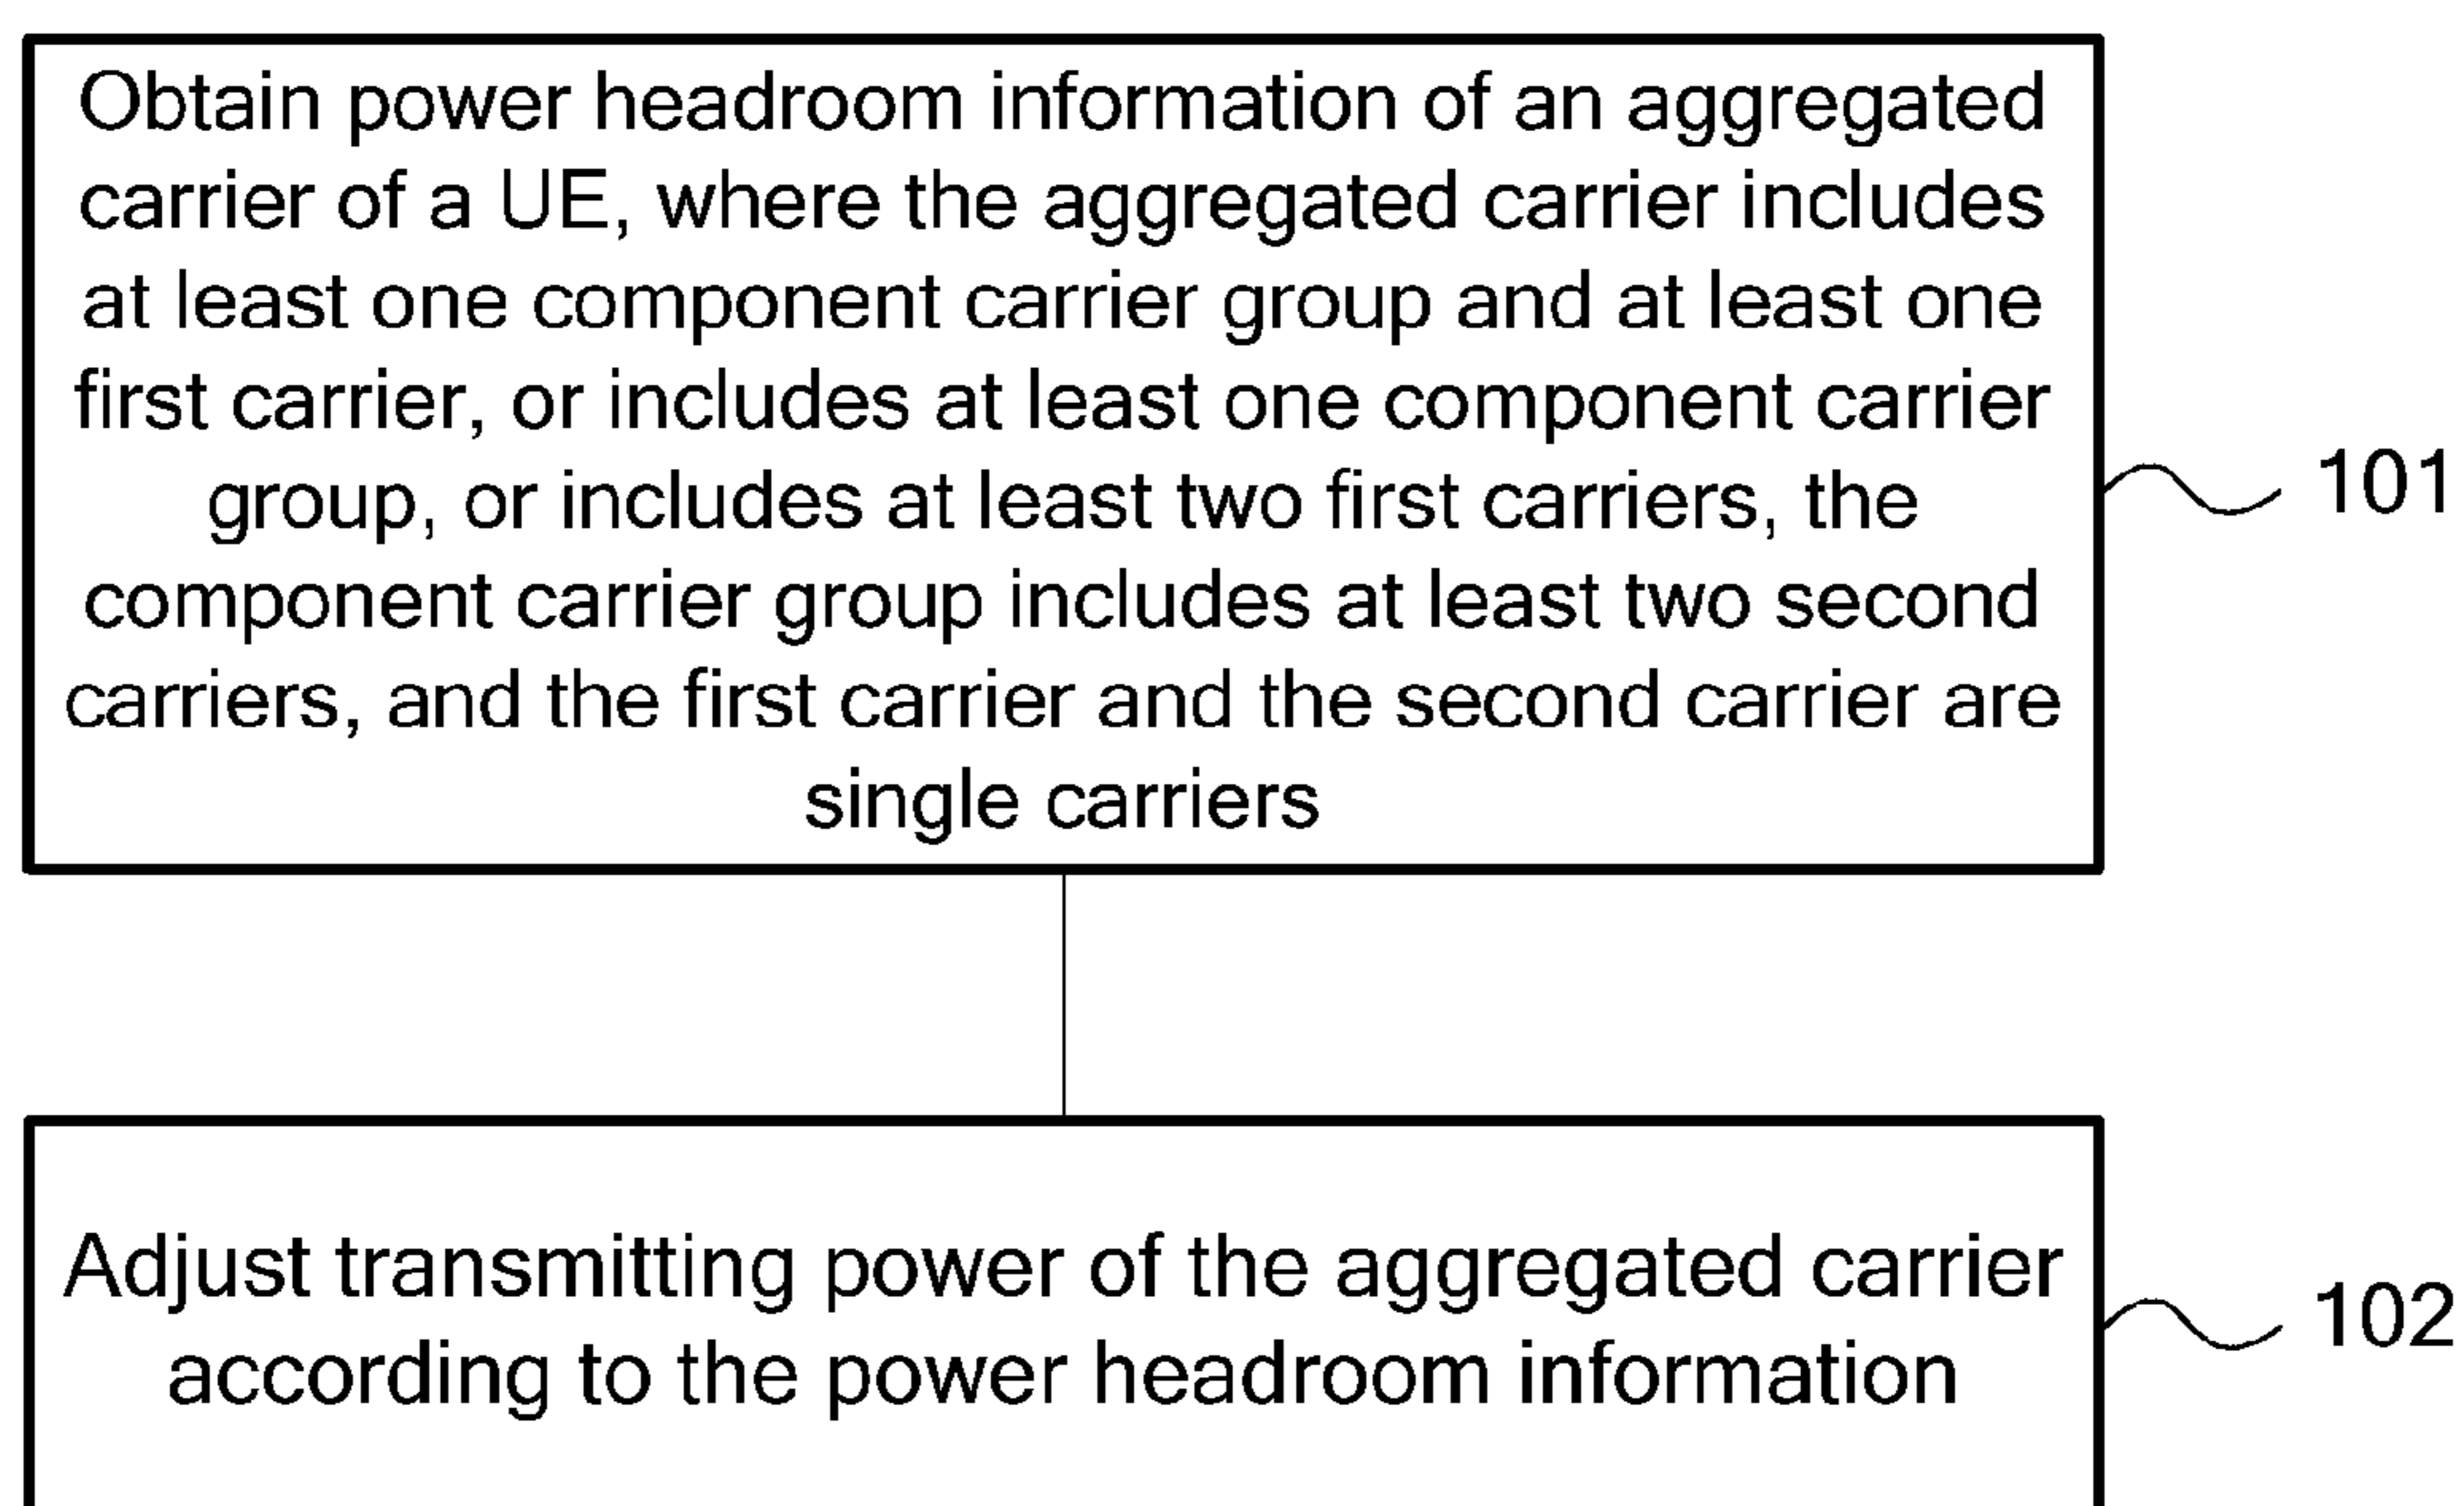 Obtain power headroom information of an aggregated
carrier of a UE, where the aggregated carrier includes
at least one component carrier group and at least one
first carrier, or includes at least one component carrier
group, or includes at least two first carriers, the
component carrier group includes at least two second
carriers, and the first carrier and the second carrier are
single carriers
101
Adjust transmitting power of the aggregated carrier
according to the power headroom information
102